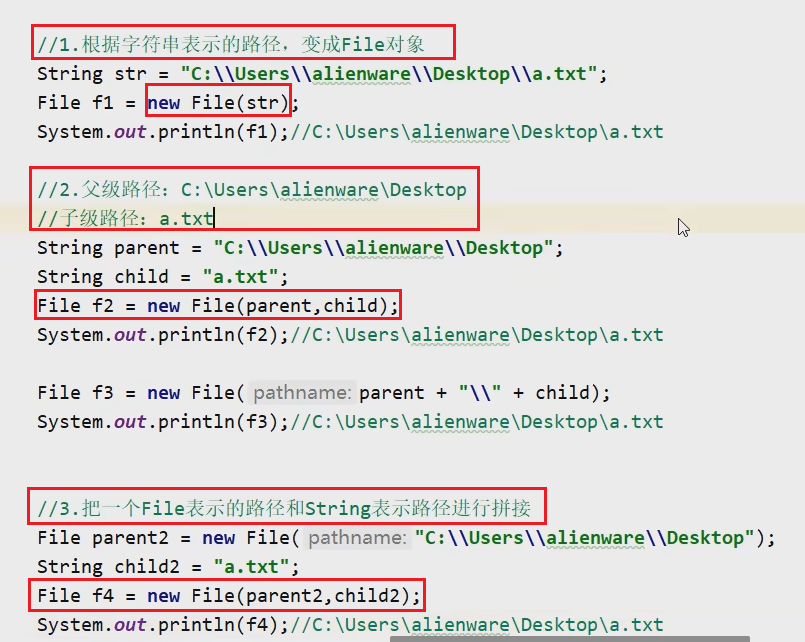 //1.根据字符串表示的路径，变成File对象
String str = "C:\\Users\\alienware\\Desktop\\a.txt";
File f1 = new File(str);
System.out.println(f1);//C:\Users\alienware\Desktop\a.txt
//2.父级路径：C:\Users\alienware\Desktop
//子级路径：a.txt
String parent = "C:\\Users\\alienware\\Desktop";
String child = "a.txt";
File f2 = new File(parent,child);
System.out.println(f2);//C:\Users\alienware\Desktop\a.txt
File f3 = new File( pathname: parent + "\\" + child);
System.out.println(f3);//C:\Users\alienware\Desktop\a.txt
//3.把一个File表示的路径和String表示路径进行拼接
File parent2 = new File( pathname: "C:\\Users\\alienware\\Desktop");
String child2 = "a.txt";
File f4 = new File(parent2,child2);
System.out.println(f4);//C:\Users\alienware\Desktop\a.txt